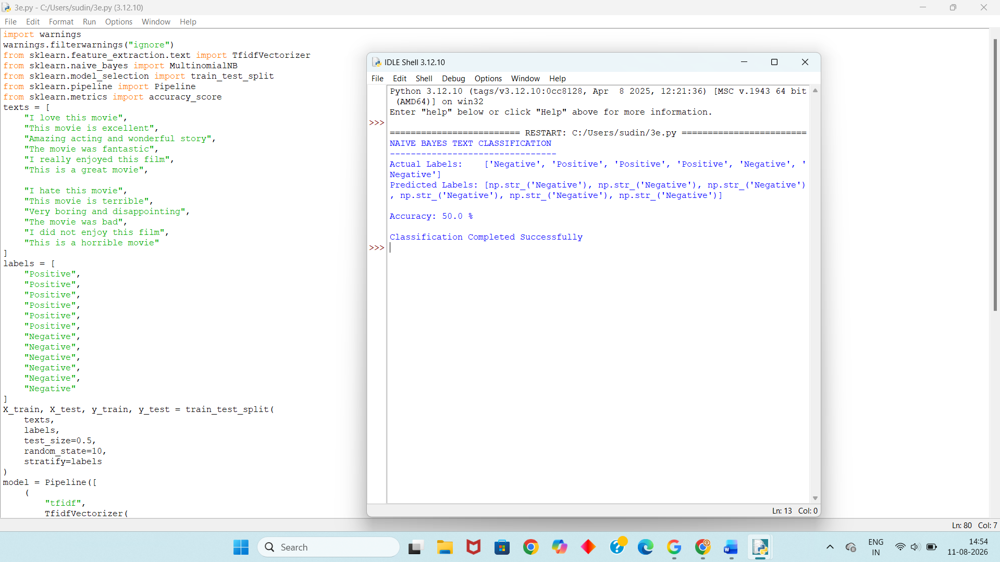 3e.py - C:/Users/sudin/3e.py (3.12.10)
File Edit Format Run Options Window Help
import warnings
warnings.filterwarnings("ignore")
from sklearn.feature_extraction.text import TfidfVectorizer
from sklearn.naive_bayes import MultinomialNB
from sklearn.model_selection import train_test_split
from sklearn.pipeline import Pipeline
from sklearn.metrics import accuracy_score
texts = [
    "I love this movie",
    "This movie is excellent",
    "Amazing acting and wonderful story",
    "The movie was fantastic",
    "I really enjoyed this film",
    "This is a great movie",
    "I hate this movie",
    "This movie is terrible",
    "Very boring and disappointing",
    "The movie was bad",
    "I did not enjoy this film",
    "This is a horrible movie"
]
labels = [
    "Positive",
    "Positive",
    "Positive",
    "Positive",
    "Positive",
    "Positive",
    "Negative",
    "Negative",
    "Negative",
    "Negative",
    "Negative",
    "Negative"
]
X_train, X_test, y_train, y_test = train_test_split(
    texts,
    labels,
    test_size=0.5,
    random_state=10,
    stratify=labels
)
model = Pipeline([
    (
        "tfidf",
        TfidfVectorizer(
IDLE Shell 3.12.10
File Edit Shell Debug Options Window Help
Python 3.12.10 (tags/v3.12.10:0cc8128, Apr  8 2025, 12:21:36) [MSC v.1943 64 bit
 (AMD64)] on win32
Enter "help" below or click "Help" above for more information.
>>>
========================= RESTART: C:/Users/sudin/3e.py ========================
NAIVE BAYES TEXT CLASSIFICATION
--------------------------------
Actual Labels:    ['Negative', 'Positive', 'Positive', 'Positive', 'Negative', '
Negative']
Predicted Labels: [np.str_('Negative'), np.str_('Negative'), np.str_('Negative')
, np.str_('Negative'), np.str_('Negative'), np.str_('Negative')]
Accuracy: 50.0 %
Classification Completed Successfully
>>>
Ln: 13 Col: 0
Ln: 80 Col: 7
Search
ENG
IN
14:54
11-08-2026